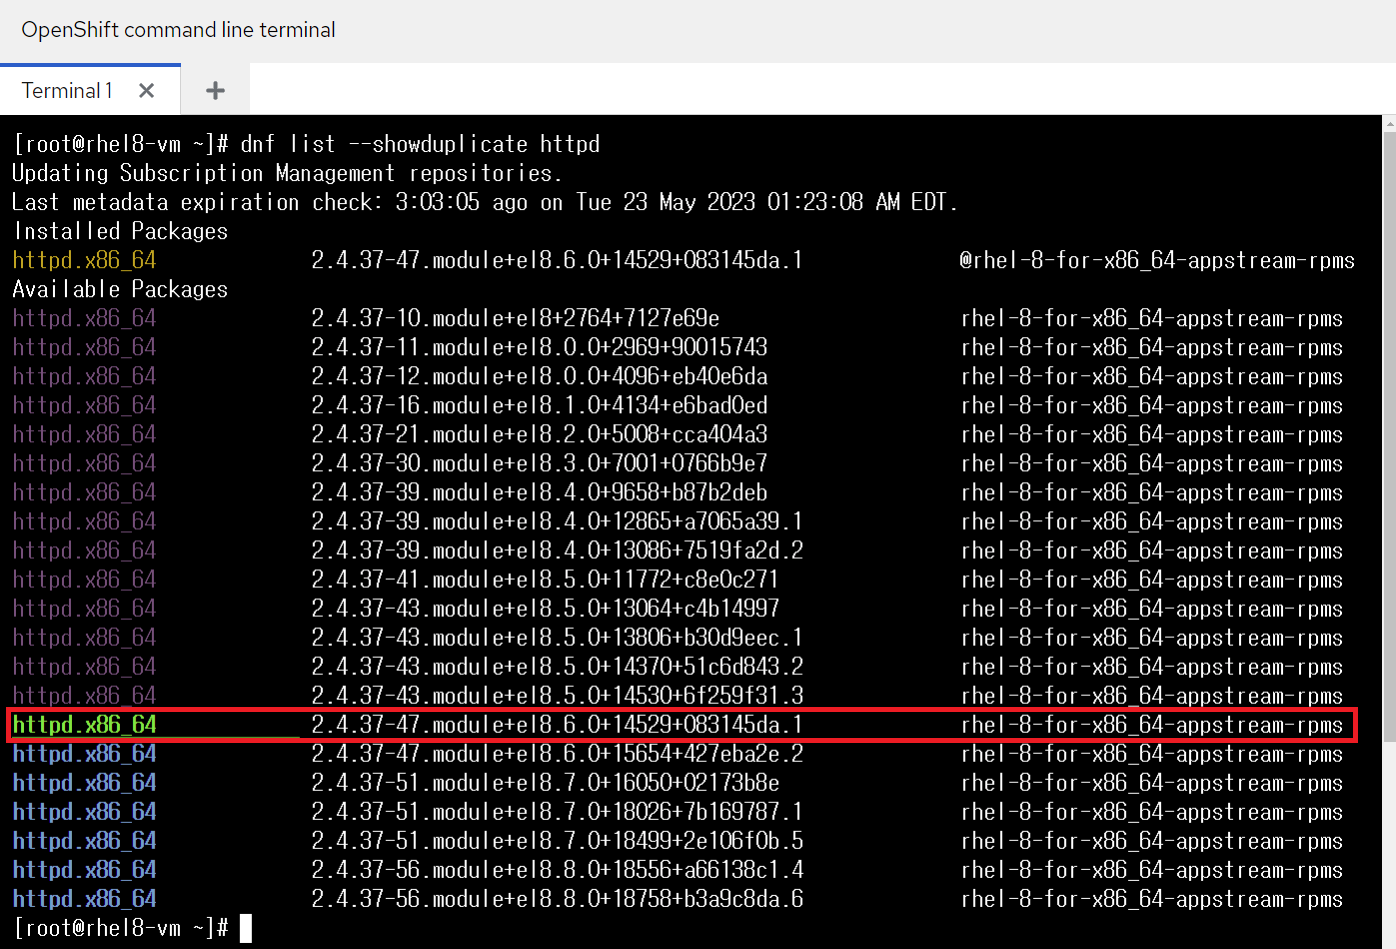 OpenShift command line terminal
Terminal 1
[root@rhel8-vm ~]# dnf list --showduplicate httpd
Updating Subscription Management repositories.
Last metadata expiration check: 3:03:05 ago on Tue 23 May 2023 01:23:08 AM EDT.
Installed Packages
httpd.x86_64 2.4.37-47.module+el8.6.0+14529+083145da.1 @rhel-8-for-x86_64-appstream-rpms
Available Packages
httpd.x86_64 2.4.37-10.module+el8+2764+7127e69e rhel-8-for-x86_64-appstream-rpms
httpd.x86_64 2.4.37-11.module+el8.0.0+2969+90015743 rhel-8-for-x86_64-appstream-rpms
httpd.x86_64 2.4.37-12.module+el8.0.0+4096+eb40e6da rhel-8-for-x86_64-appstream-rpms
httpd.x86_64 2.4.37-16.module+el8.1.0+4134+e6bad0ed rhel-8-for-x86_64-appstream-rpms
httpd.x86_64 2.4.37-21.module+el8.2.0+5008+cca404a3 rhel-8-for-x86_64-appstream-rpms
httpd.x86_64 2.4.37-30.module+el8.3.0+7001+0766b9e7 rhel-8-for-x86_64-appstream-rpms
httpd.x86_64 2.4.37-39.module+el8.4.0+9658+b87b2deb rhel-8-for-x86_64-appstream-rpms
httpd.x86_64 2.4.37-39.module+el8.4.0+12865+a7065a39.1 rhel-8-for-x86_64-appstream-rpms
httpd.x86_64 2.4.37-39.module+el8.4.0+13086+7519fa2d.2 rhel-8-for-x86_64-appstream-rpms
httpd.x86_64 2.4.37-41.module+el8.5.0+11772+c8e0c271 rhel-8-for-x86_64-appstream-rpms
httpd.x86_64 2.4.37-43.module+el8.5.0+13064+c4b14997 rhel-8-for-x86_64-appstream-rpms
httpd.x86_64 2.4.37-43.module+el8.5.0+13806+b30d9eec.1 rhel-8-for-x86_64-appstream-rpms
httpd.x86_64 2.4.37-43.module+el8.5.0+14370+51c6d843.2 rhel-8-for-x86_64-appstream-rpms
httpd.x86_64 2.4.37-43.module+el8.5.0+14530+6f259f31.3 rhel-8-for-x86_64-appstream-rpms
httpd.x86_64 2.4.37-47.module+el8.6.0+14529+083145da.1 rhel-8-for-x86_64-appstream-rpms
httpd.x86_64 2.4.37-47.module+el8.6.0+15654+427eba2e.2 rhel-8-for-x86_64-appstream-rpms
httpd.x86_64 2.4.37-51.module+el8.7.0+16050+02173b8e rhel-8-for-x86_64-appstream-rpms
httpd.x86_64 2.4.37-51.module+el8.7.0+18026+7b169787.1 rhel-8-for-x86_64-appstream-rpms
httpd.x86_64 2.4.37-51.module+el8.7.0+18499+2e106f0b.5 rhel-8-for-x86_64-appstream-rpms
httpd.x86_64 2.4.37-56.module+el8.8.0+18556+a66138c1.4 rhel-8-for-x86_64-appstream-rpms
httpd.x86_64 2.4.37-56.module+el8.8.0+18758+b3a9c8da.6 rhel-8-for-x86_64-appstream-rpms
[root@rhel8-vm ~]#